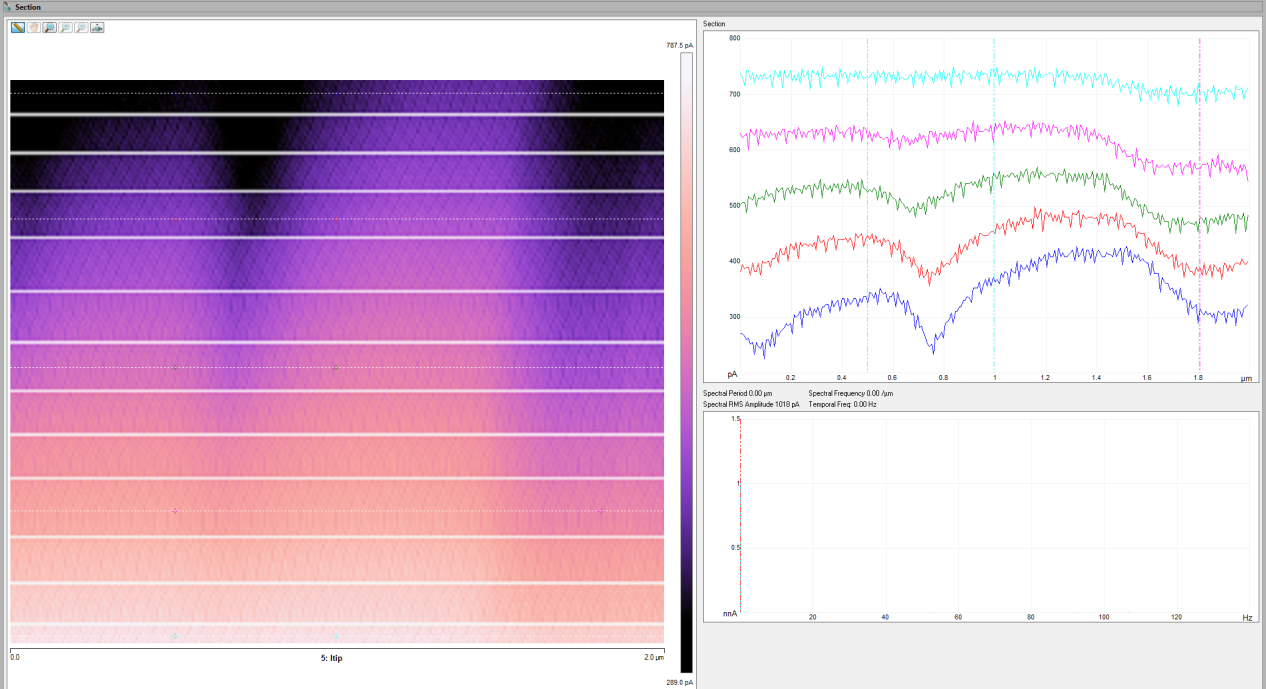 Section
787.5 pA
289.0 pA
0.0
5: Itip
2.0 µm
Section
800
700
600
500
400
300
pA
0.2
0.4
0.6
0.8
1
1.2
1.4
1.6
1.8
µm
Spectral Period 0.00 µm Spectral Frequency 0.00 /µm
Spectral RMS Amplitude 1018 pA Temporal Freq: 0.00 Hz
1.5
1
0.5
nnA
20
40
60
80
100
120
Hz